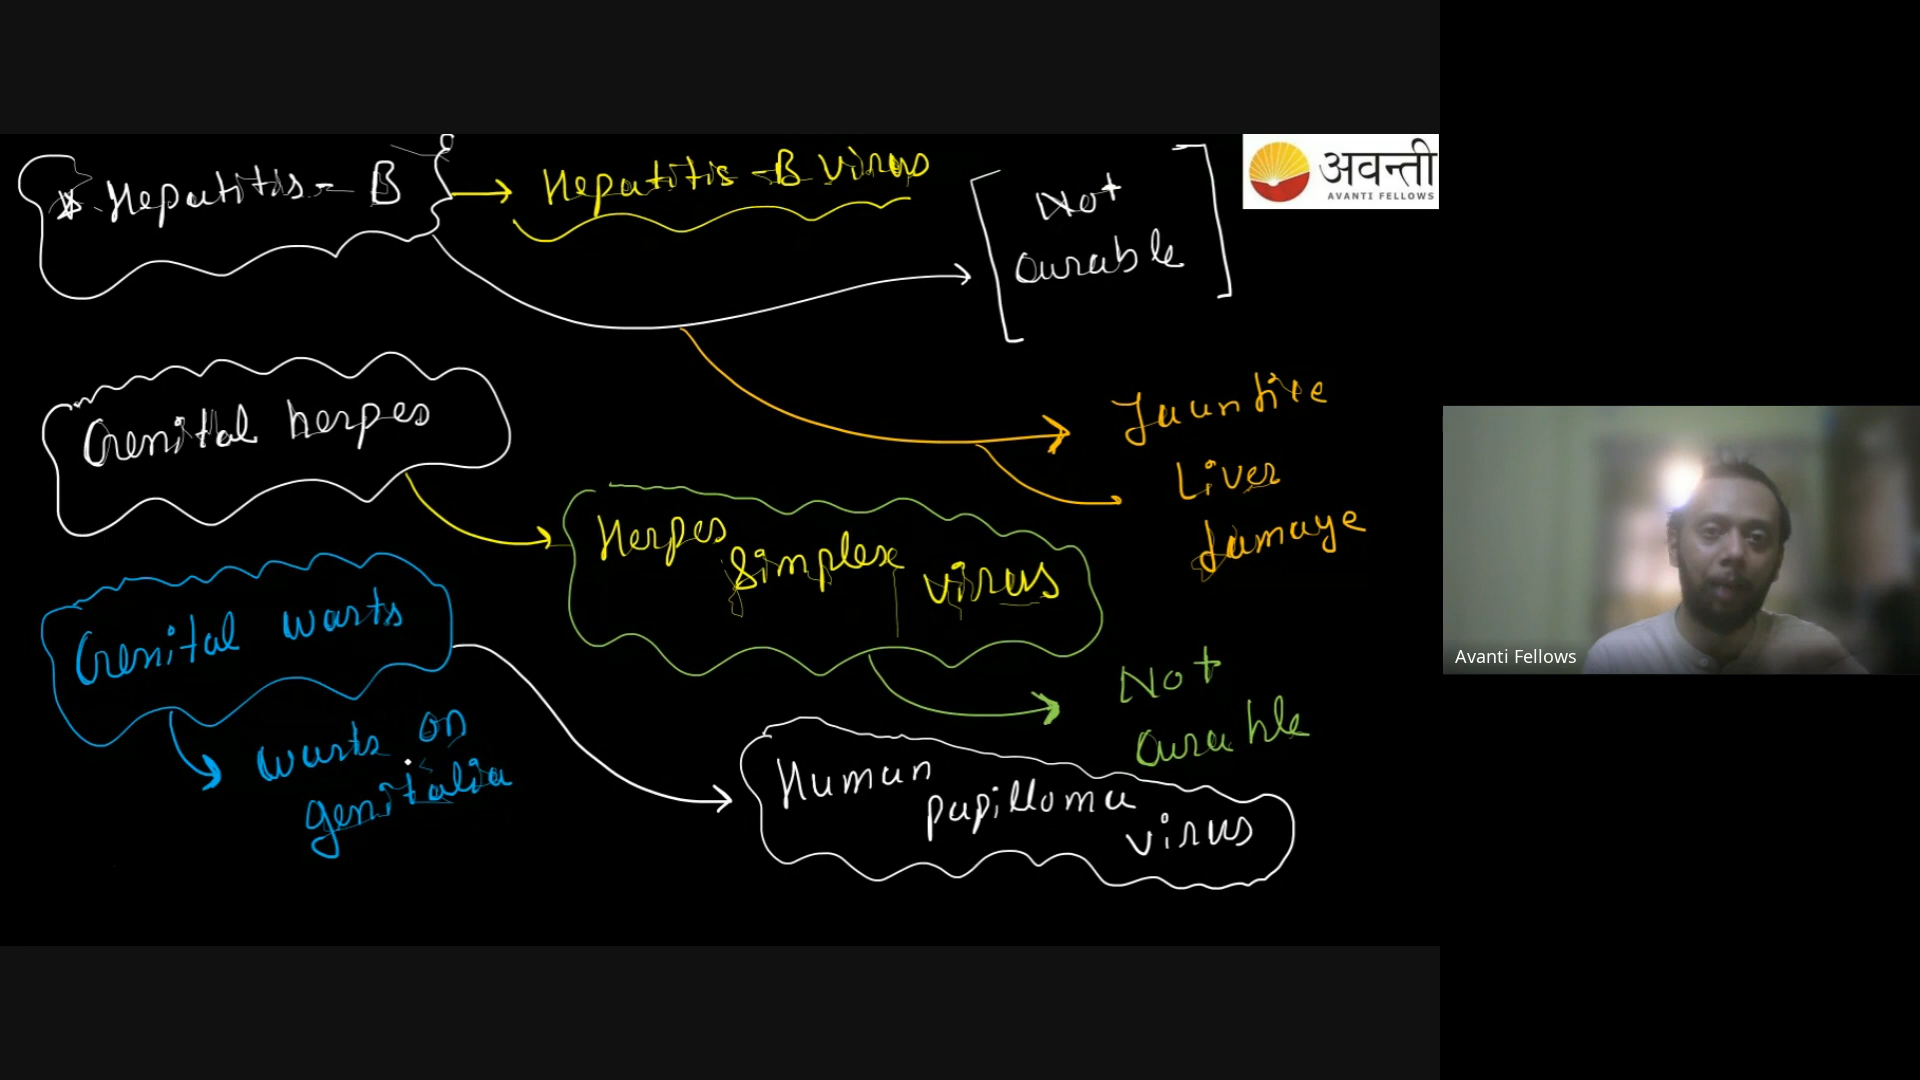 * Hepatitis - B
Hepatitis - B virus
Not
curable
अवन्ती
AVANTI FELLOWS
Jaundice
Liver
damage
Genital herpes
Herpes
simplex
virus
Not
curable
Genital warts
warts on
genitalia
Human
papilloma
virus
Avanti Fellows